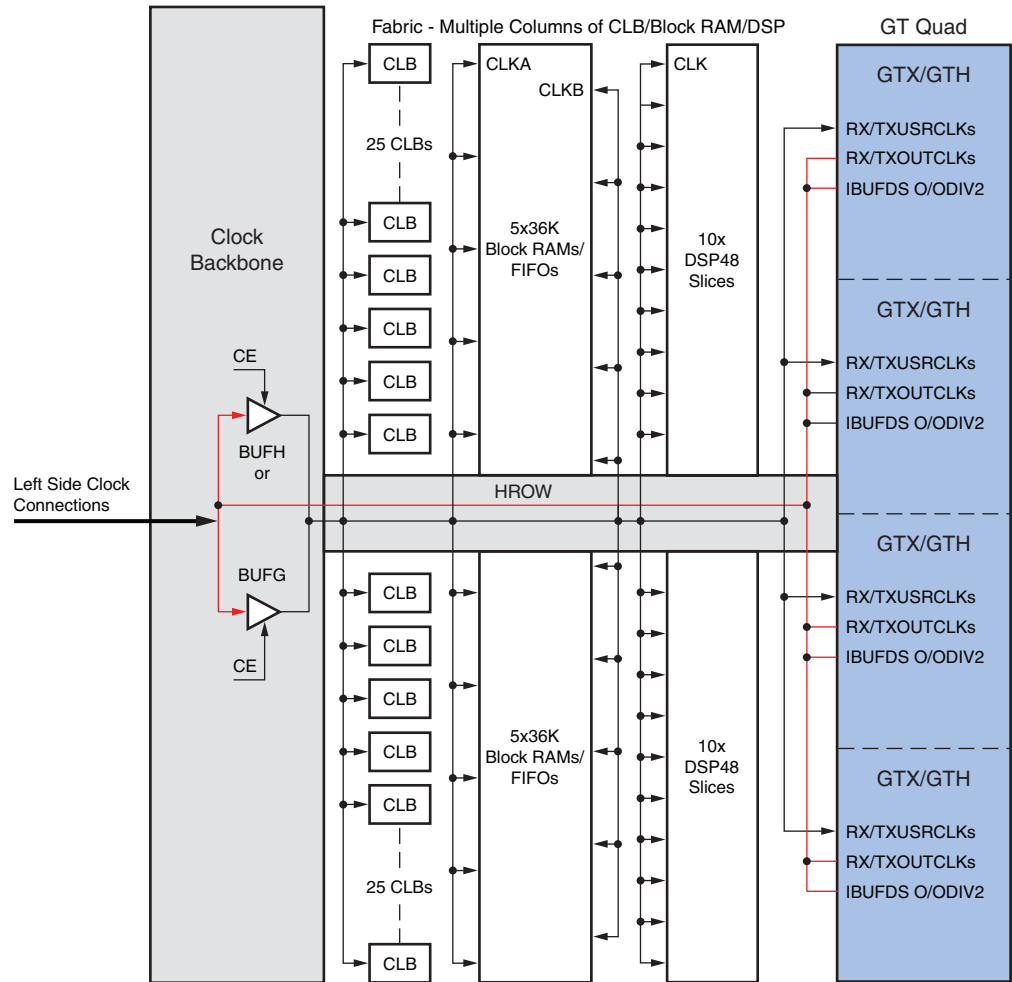 Fabric - Multiple Columns of CLB/Block RAM/DSP
GT Quad
Clock
Backbone
CE
BUFH
or
BUFG
CE
Left Side Clock
Connections
HROW
CLB
25 CLBs
CLB
CLB
CLB
CLB
CLB
CLB
CLB
CLB
CLB
CLB
25 CLBs
CLB
CLKA
CLKB
5x36K
Block RAMs/
FIFOs
5x36K
Block RAMs/
FIFOs
CLK
10x
DSP48
Slices
10x
DSP48
Slices
GTX/GTH
RX/TXUSRCLKs
RX/TXOUTCLKs
IBUFDS O/ODIV2
GTX/GTH
RX/TXUSRCLKs
RX/TXOUTCLKs
IBUFDS O/ODIV2
GTX/GTH
RX/TXUSRCLKs
RX/TXOUTCLKs
IBUFDS O/ODIV2
GTX/GTH
RX/TXUSRCLKs
RX/TXOUTCLKs
IBUFDS O/ODIV2